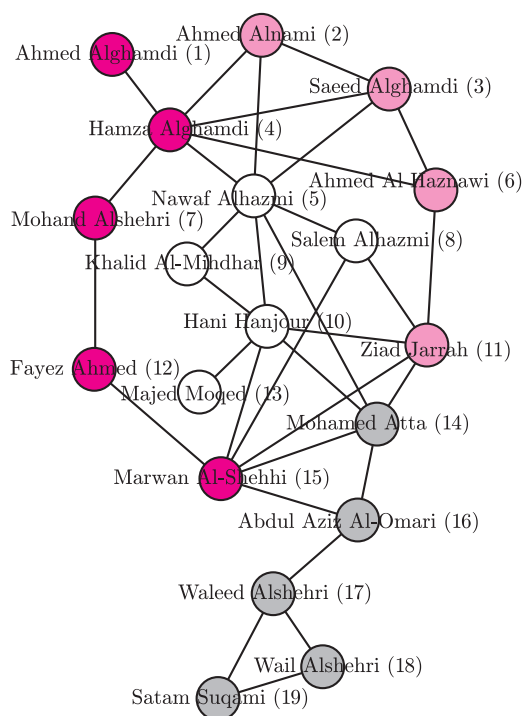 Ahmed Alnami (2)
Ahmed Alghamdi (1)
Saeed Alghamdi (3)
Hamza Alghamdi (4)
Ahmed Al-Haznawi (6)
Nawaf Alhazmi (5)
Mohand Alshehri (7)
Salem Alhazmi (8)
Khalid Al-Mihdhar (9)
Hani Hanjour (10)
Ziad Jarrah (11)
Fayez Ahmed (12)
Majed Moqed (13)
Mohamed Atta (14)
Marwan Al-Shehhi (15)
Abdul Aziz Al-Omari (16)
Waleed Alshehri (17)
Wail Alshehri (18)
Satam Suqami (19)